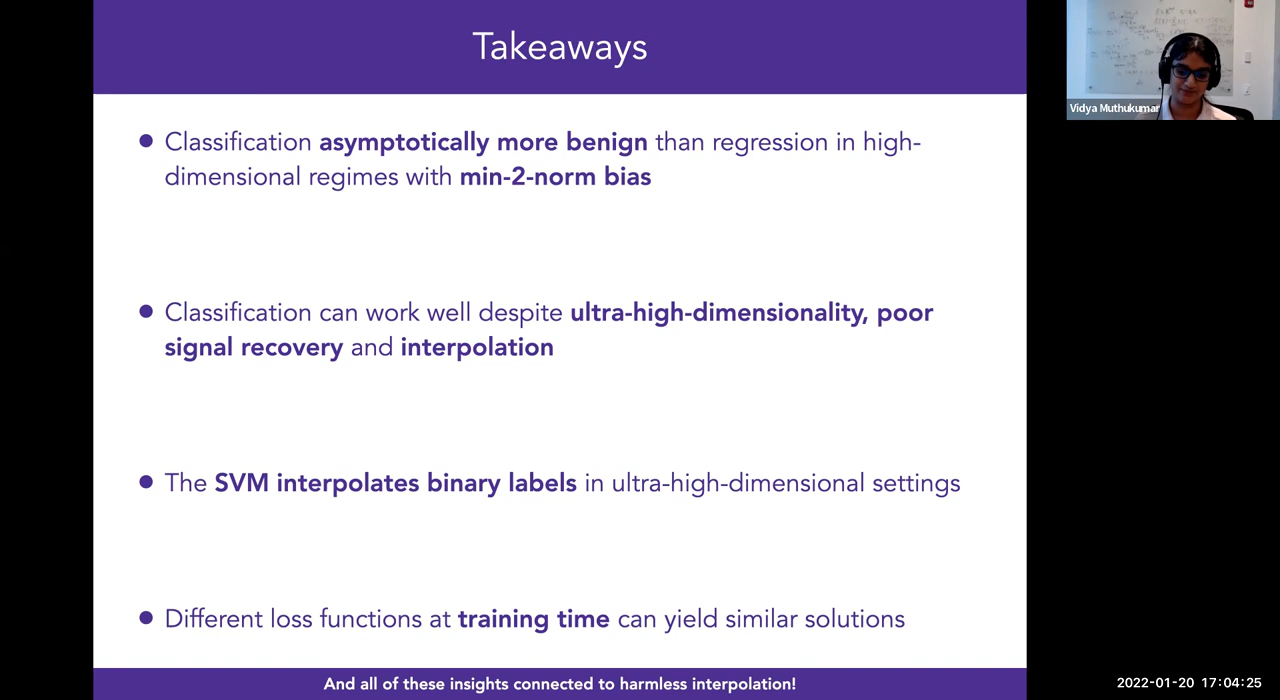 Takeaways
Classification asymptotically more benign than regression in high-
dimensional regimes with min-2-norm bias
Classification can work well despite ultra-high-dimensionality, poor
signal recovery and interpolation
The SVM interpolates binary labels in ultra-high-dimensional settings
Different loss functions at training time can yield similar solutions
And all of these insights connected to harmless interpolation!
Vidya Muthukumar
2022-01-20 17:04:25